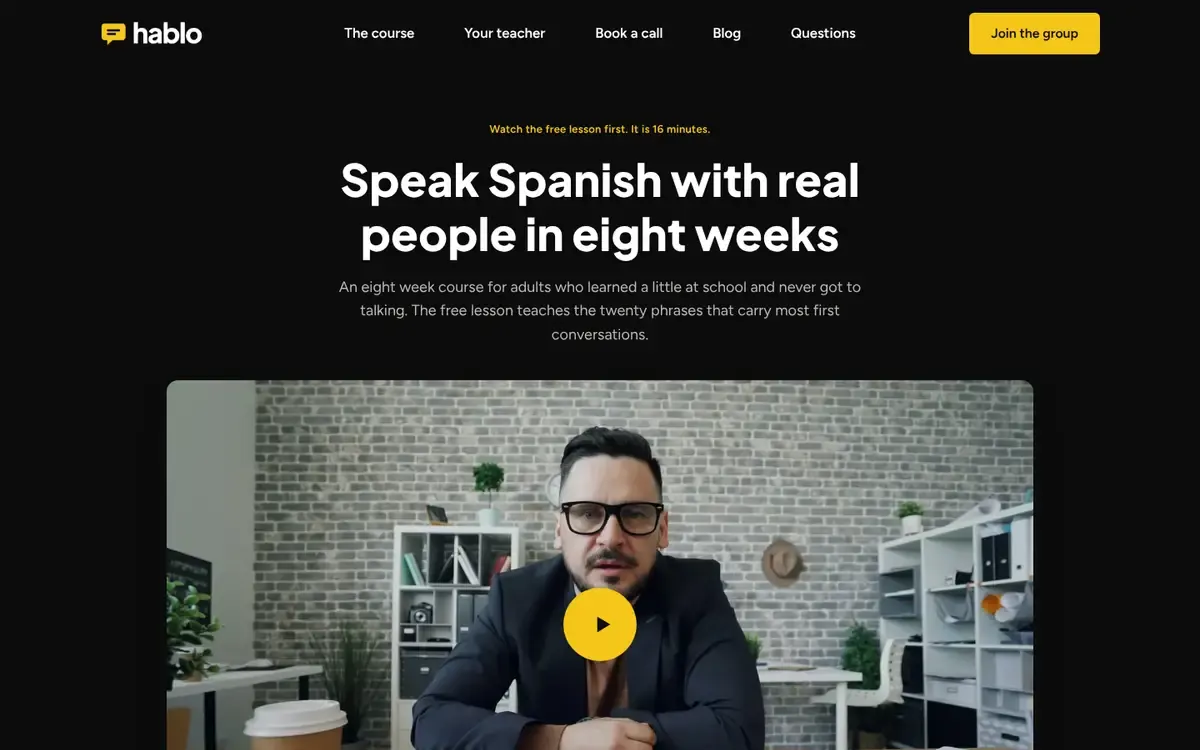 hablo
The course
Your teacher
Book a call
Blog
Questions
Join the group
Watch the free lesson first. It is 16 minutes.
Speak Spanish with real
people in eight weeks
An eight week course for adults who learned a little at school and never got to
talking. The free lesson teaches the twenty phrases that carry most first
conversations.